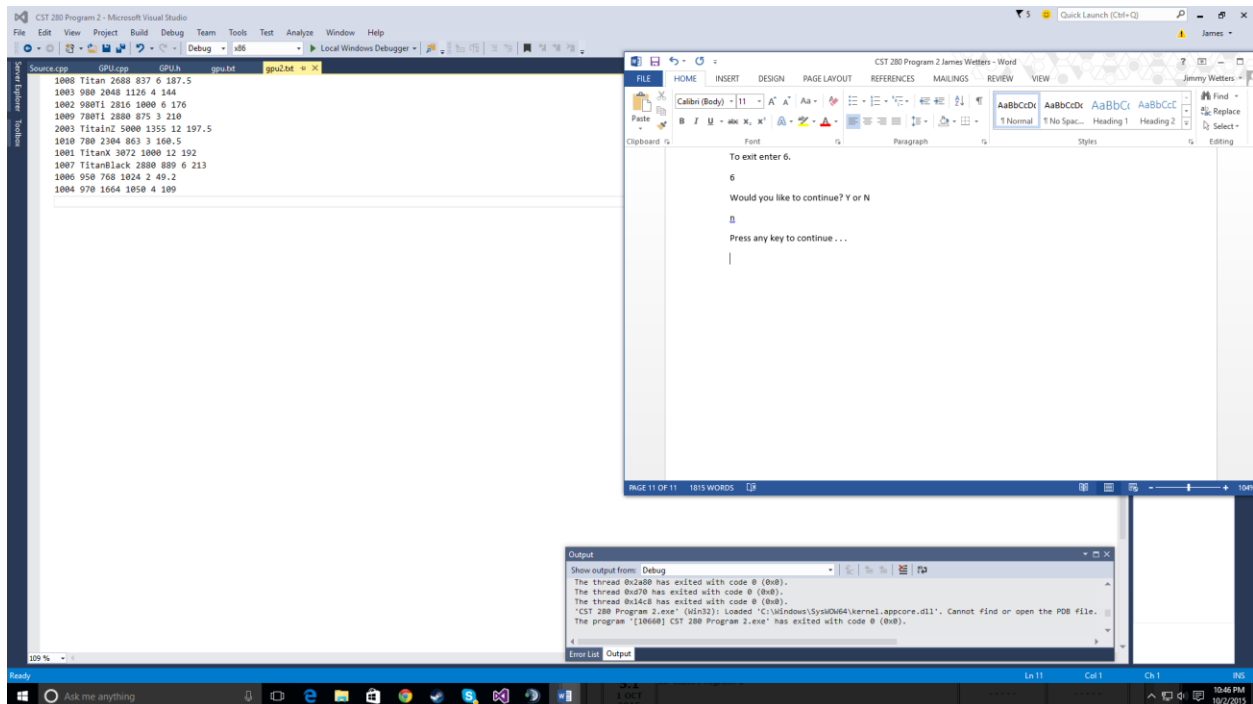 CST 280 Program 2 - Microsoft Visual Studio
5
Quick Launch (Ctrl+Q)
File Edit View Project Build Debug Team Tools Test Analyze Window Help
James
Debug x86 Local Windows Debugger
Server Explorer Toolbox
Source.cpp GPU.cpp GPU.h gpu.txt gpu2.txt
1008 Titan 2688 837 6 187.5
1003 980 2048 1126 4 144
1002 980Ti 2816 1000 6 176
1009 780Ti 2880 875 3 210
2003 TitainZ 5000 1355 12 197.5
1010 780 2304 863 3 160.5
1001 TitanX 3072 1000 12 192
1007 TitanBlack 2880 889 6 213
1006 950 768 1024 2 49.2
1004 970 1664 1050 4 109
109 %
CST 280 Program 2 James Wetters - Word
FILE HOME INSERT DESIGN PAGE LAYOUT REFERENCES MAILINGS REVIEW VIEW Jimmy Wetters
Paste
Calibri (Body) 11
AaBbCcDc AaBbCcDc AaBbCc AaBbCcC
1 Normal 1 No Spac... Heading 1 Heading 2
Find
Replace
Select
Clipboard Font Paragraph Styles Editing
To exit enter 6.
6
Would you like to continue? Y or N
n
Press any key to continue . . .
PAGE 11 OF 11 1815 WORDS
Output
Show output from: Debug
The thread 0x2a80 has exited with code 0 (0x0).
The thread 0xd70 has exited with code 0 (0x0).
The thread 0x14c8 has exited with code 0 (0x0).
'CST 280 Program 2.exe' (Win32): Loaded 'C:\Windows\SysWOW64\kernel.appcore.dll'. Cannot find or open the PDB file.
The program '[10660] CST 280 Program 2.exe' has exited with code 0 (0x0).
Error List Output
Ready Ln 11 Col 1 Ch 1 INS
Ask me anything
1 OCT
10:46 PM
10/2/2015